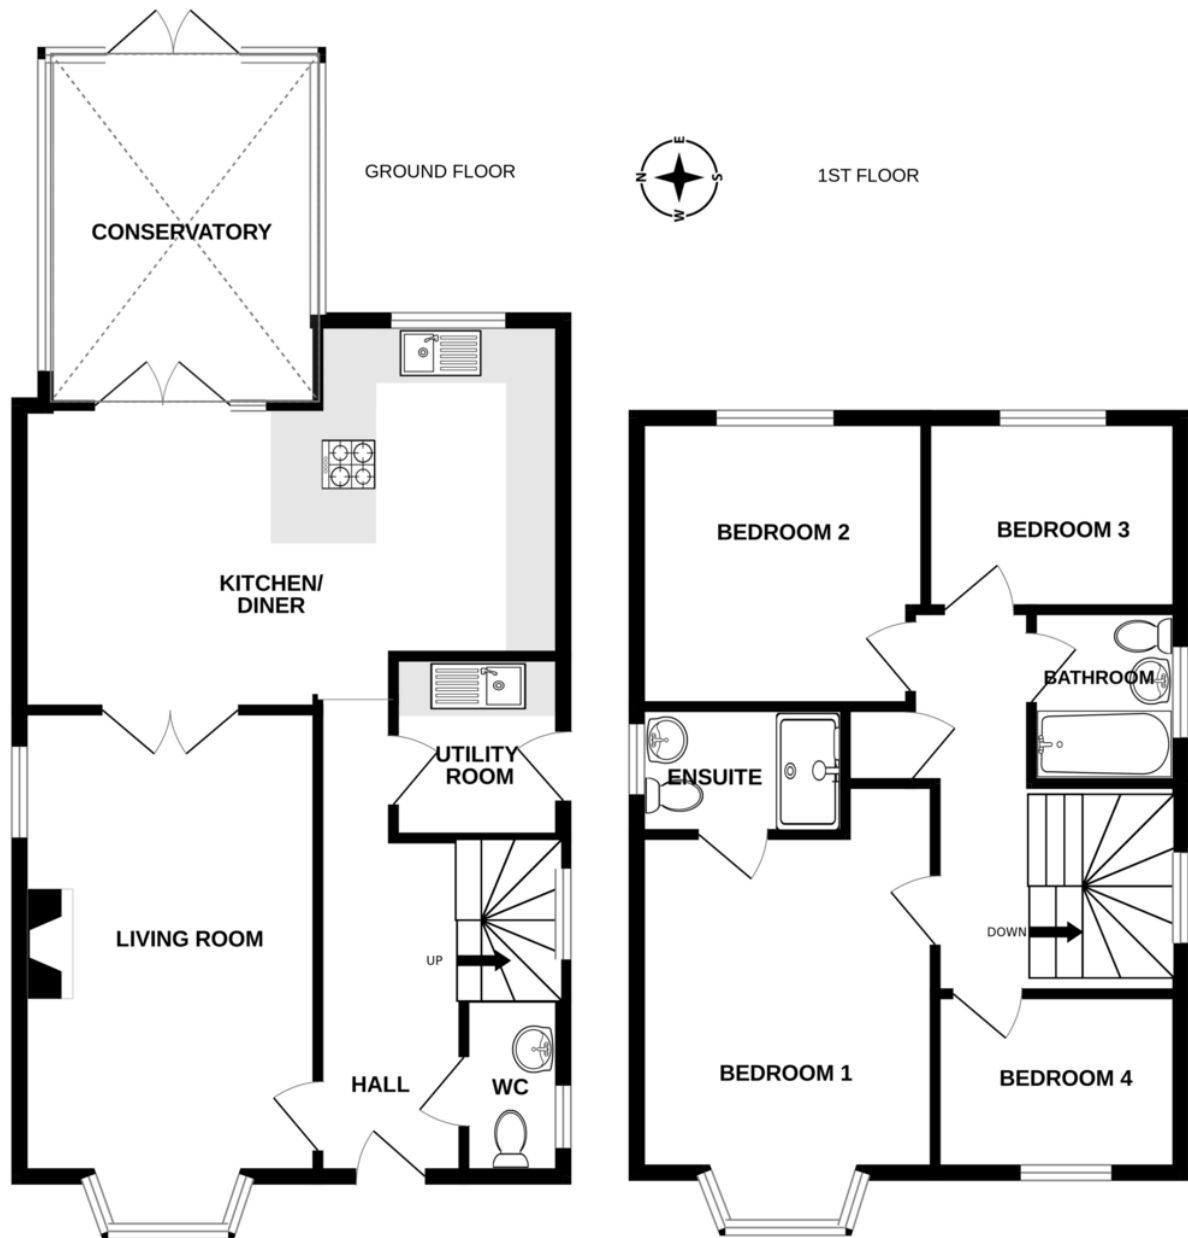 GROUND FLOOR
CONSERVATORY
KITCHEN/
DINER
UTILITY
ROOM
LIVING ROOM
UP
HALL
WC
E
N
S
W
1ST FLOOR
BEDROOM 2
BEDROOM 3
BATHROOM
ENSUITE
DOWN
BEDROOM 1
BEDROOM 4